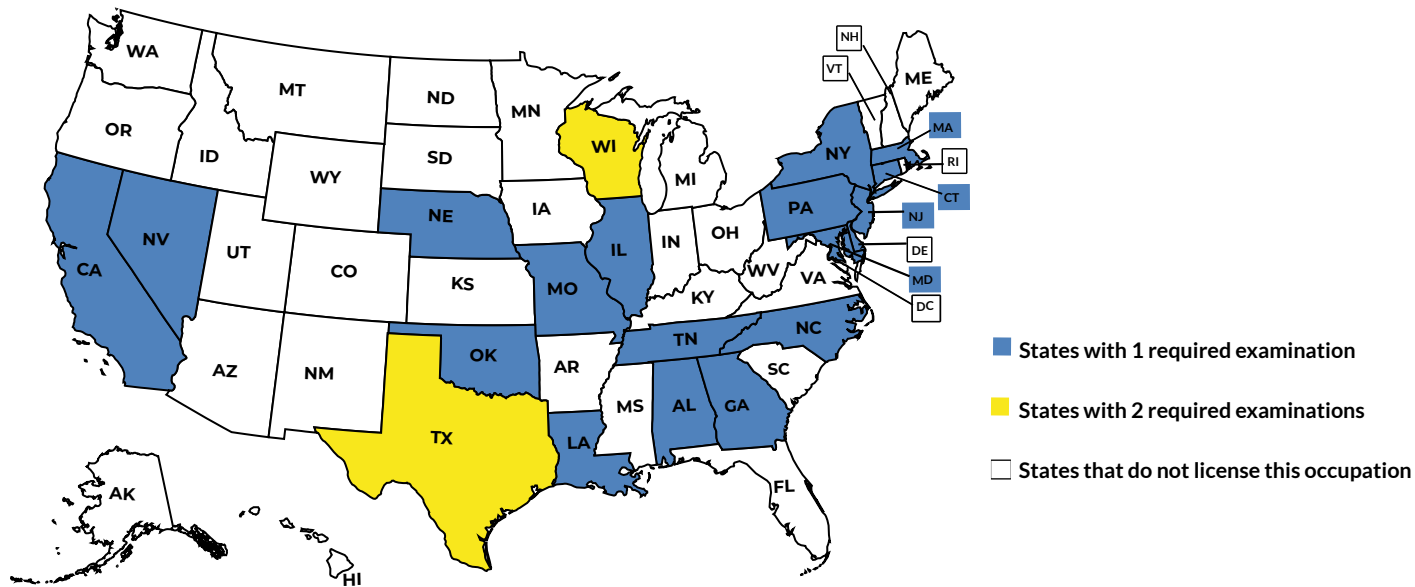 WA
MT
ND
MN
OR
ID
WY
SD
WI
MI
NY
NH
VT
ME
MA
RI
CT
NJ
DE
MD
DC
PA
CA
NV
UT
CO
NE
IA
IL
IN
OH
WV
VA
KS
MO
KY
AZ
NM
OK
AR
TN
NC
SC
TX
LA
MS
AL
GA
FL
AK
HI
States with 1 required examination
States with 2 required examinations
States that do not license this occupation